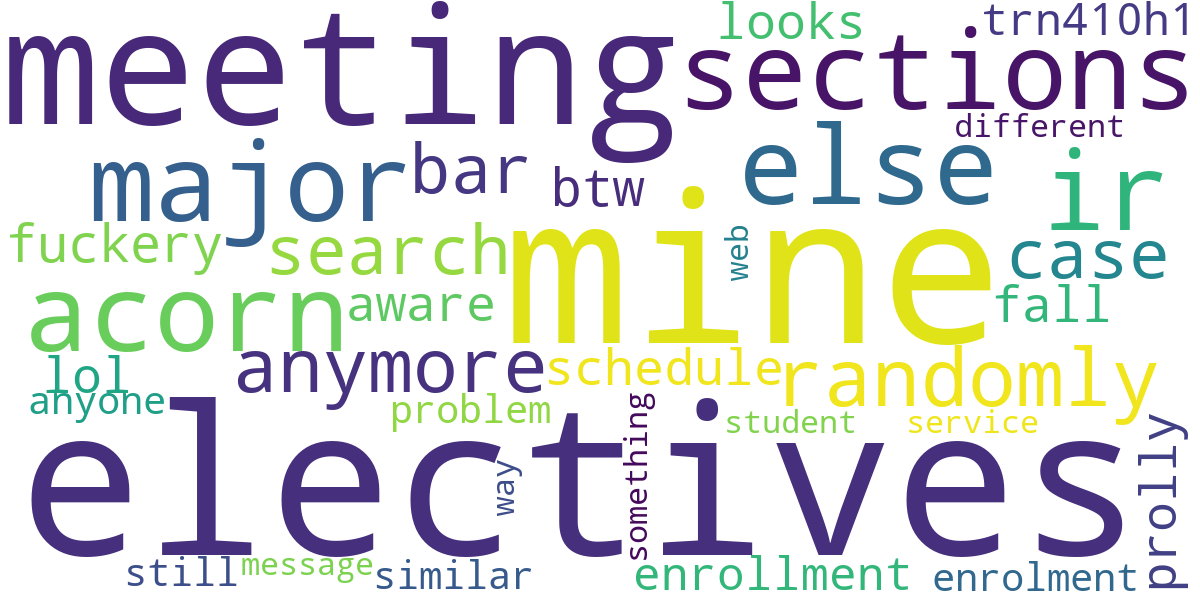 meeting
looks
trn410h1
sections
different
major
bar
btw
else
ir
fuckery
search
mine
web
case
acorn
aware
fall
lol
anymore
schedule
randomly
anyone
problem
something
student
service
prolly
electives
way
still
message
similar
enrollment
enrolment